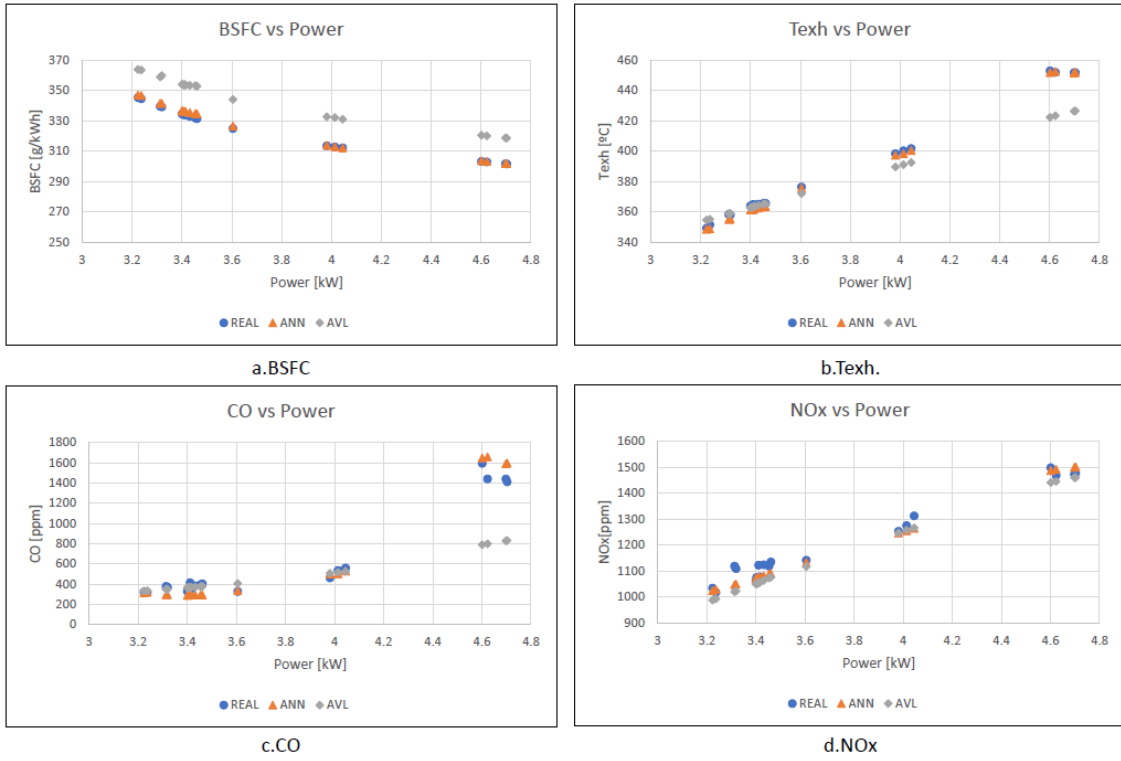 BSFC vs Power
370
350
330
310
290
270
250
BSFC [g/kWh]
3 3.2 3.4 3.6 3.8 4 4.2 4.4 4.6 4.8
Power [kW]
REAL ANN AVL
a.BSFC
Texh vs Power
460
440
420
400
380
360
340
Texh [ºC]
3 3.2 3.4 3.6 3.8 4 4.2 4.4 4.6 4.8
Power [kW]
REAL ANN AVL
b.Texh.
CO vs Power
1800
1600
1400
1200
1000
800
600
400
200
0
CO [ppm]
3 3.2 3.4 3.6 3.8 4 4.2 4.4 4.6 4.8
Power [kW]
REAL ANN AVL
c.CO
NOx vs Power
1600
1500
1400
1300
1200
1100
1000
900
NOx[ppm]
3 3.2 3.4 3.6 3.8 4 4.2 4.4 4.6 4.8
Power [kW]
REAL ANN AVL
d.NOx